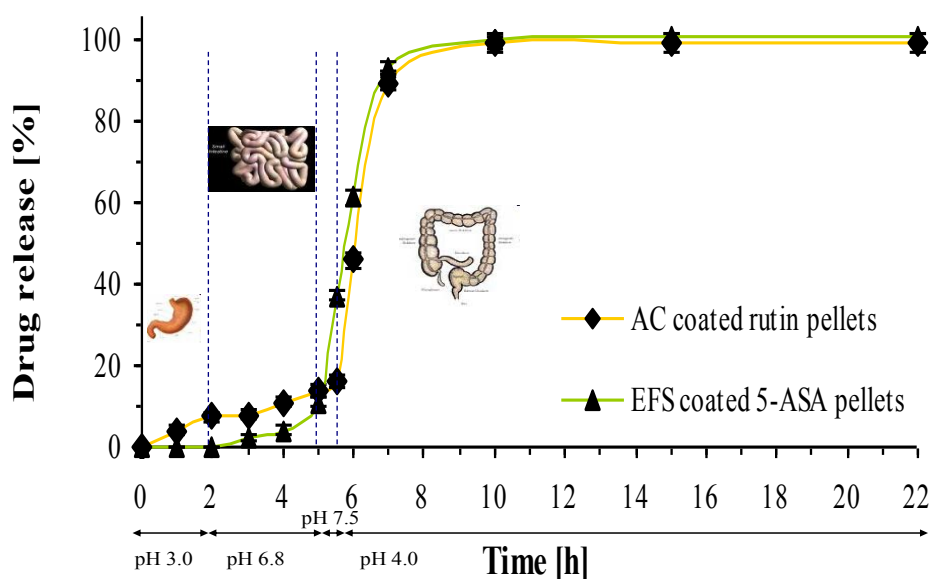 Drug release [%]
100
80
60
40
20
0
Small
Intestine
AC coated rutin pellets
EFS coated 5-ASA pellets
0 2 4 6 8 10 12 14 16 18 20 22
pH 7.5
pH 3.0 pH 6.8 pH 4.0 Time [h]